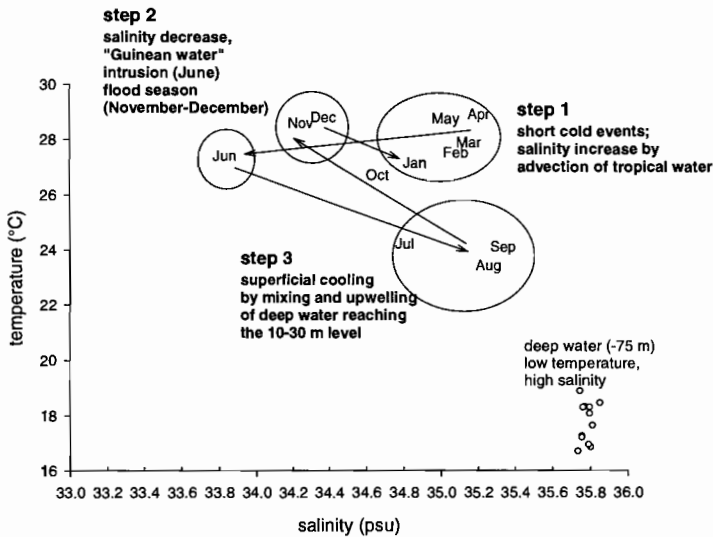 step 2
salinity decrease,
"Guinean water"
intrusion (June)
flood season
(November-December)
step 1
short cold events;
salinity increase by
advection of tropical water
step 3
superficial cooling
by mixing and upwelling
of deep water reaching
the 10-30 m level
deep water (-75 m)
low temperature,
high salinity
May
Apr
Mar
Feb
Jan
Nov
Dec
Jun
Oct
Jul
Sep
Aug
temperature (°C)
30
28
26
24
22
20
18
16
33.0 33.2 33.4 33.6 33.8 34.0 34.2 34.4 34.6 34.8 35.0 35.2 35.4 35.6 35.8 36.0
salinity (psu)